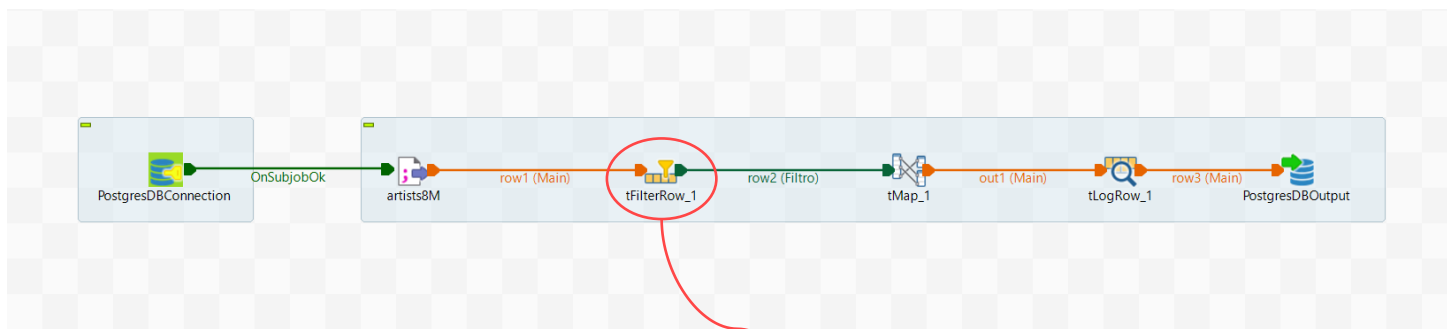 OnSubjobOk
row1 (Main)
row2 (Filtro)
out1 (Main)
row3 (Main)
PostgresDBConnection
artists8M
tFilterRow_1
tMap_1
tLogRow_1
PostgresDBOutput